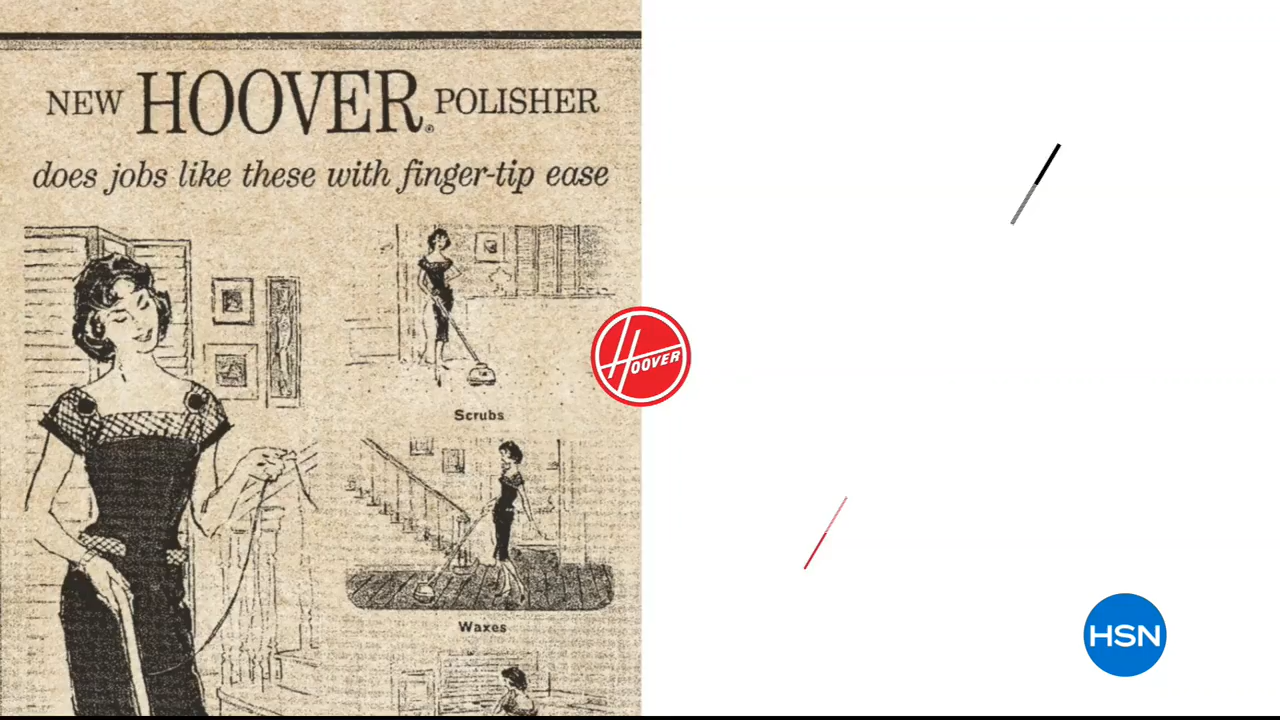 NEW HOOVER® POLISHER
does jobs like these with finger-tip ease
Scrubs
HOOVER
Waxes
HSN